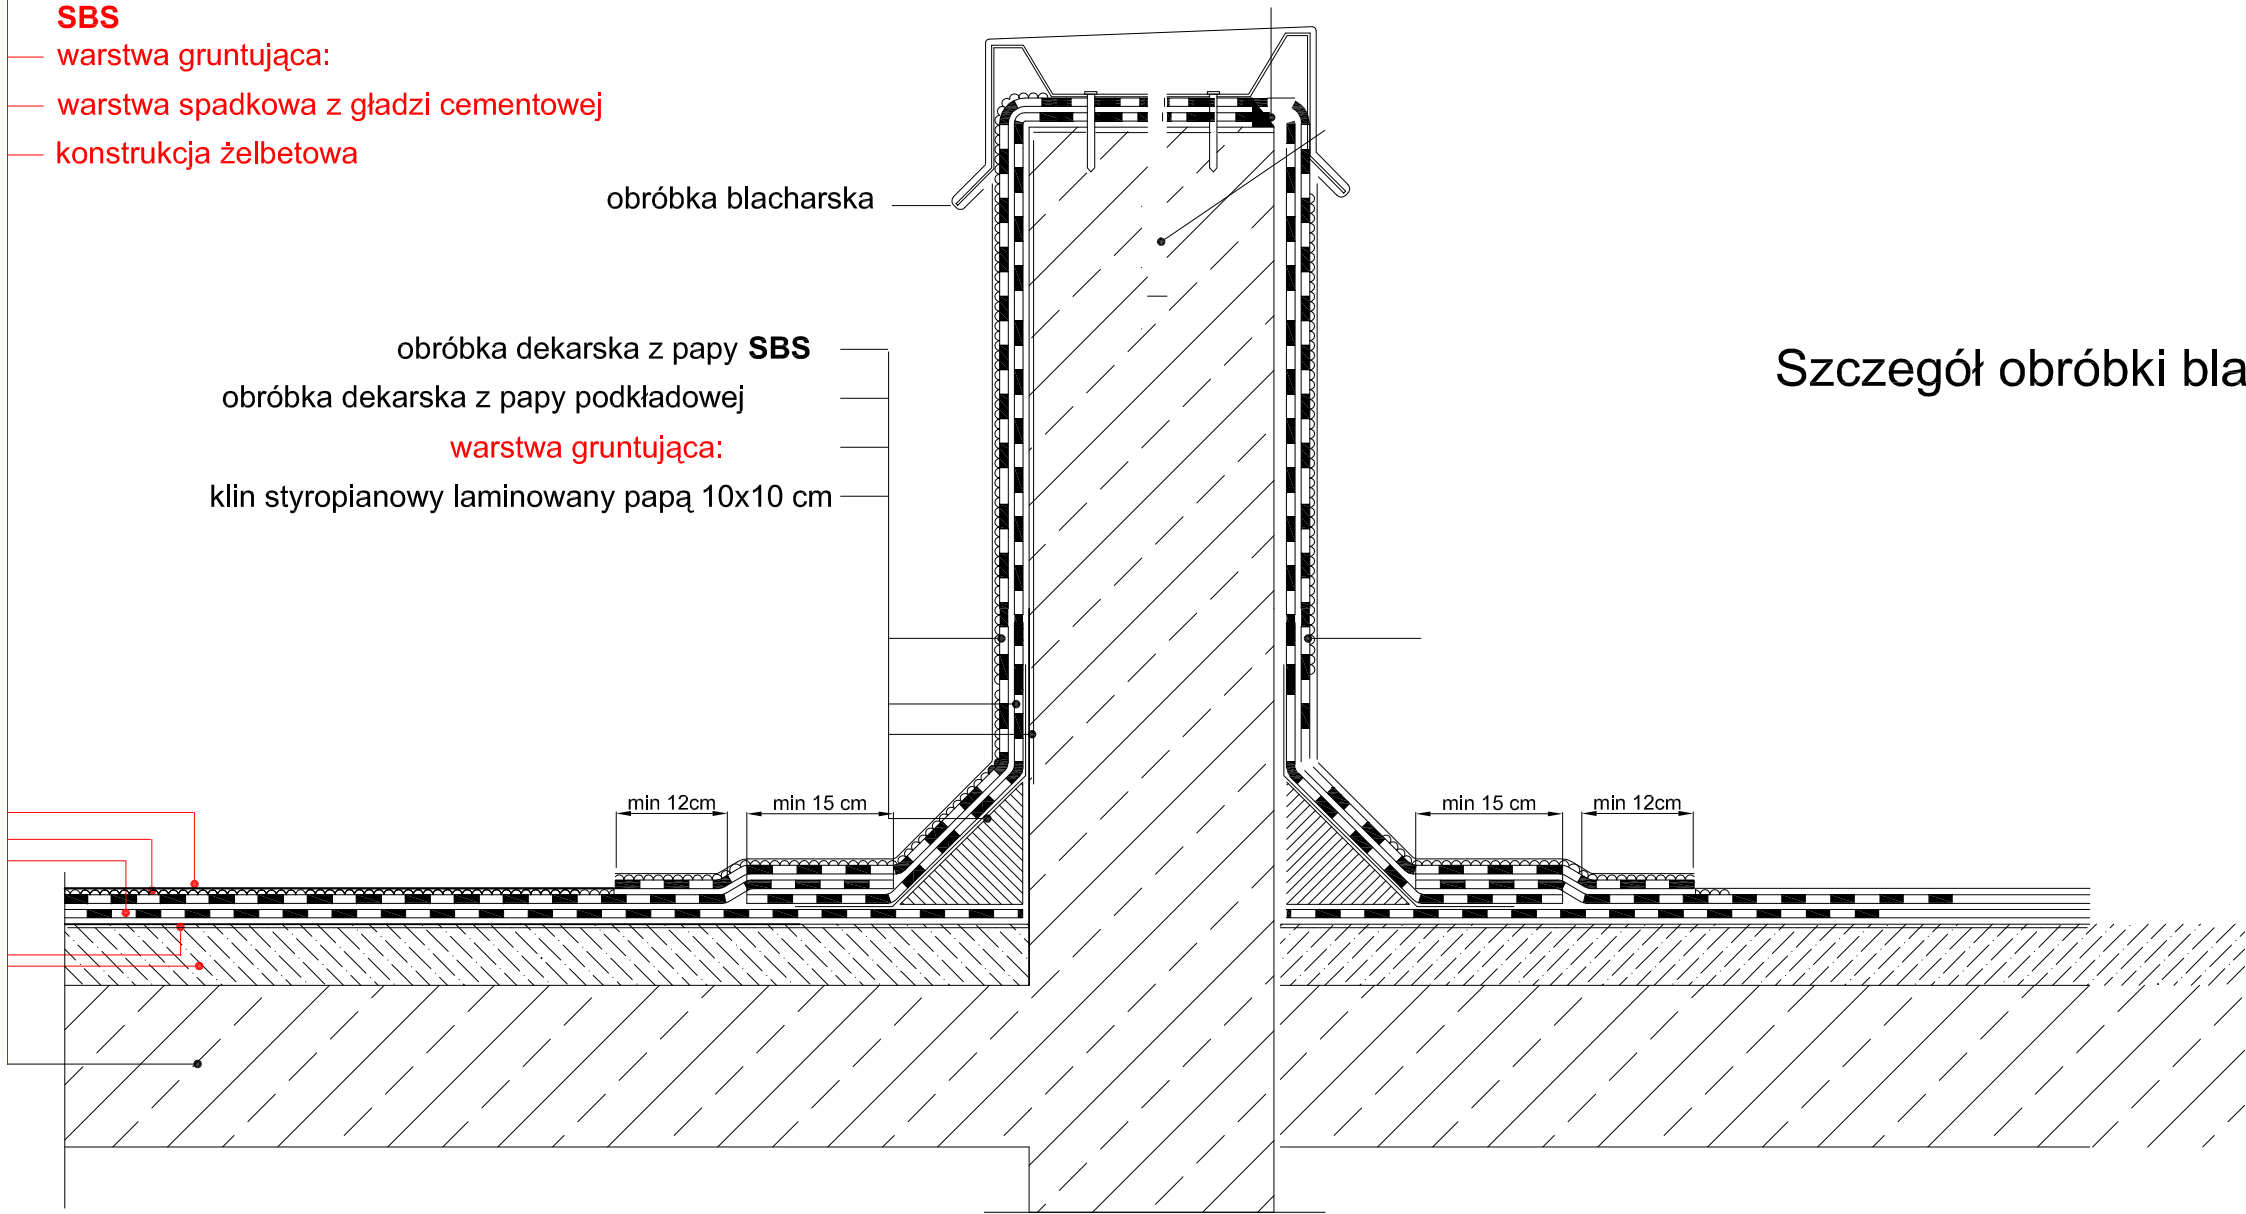 SBS
warstwa gruntująca:
warstwa spadkowa z gładzi cementowej
konstrukcja żelbetowa
obróbka blacharska
obróbka dekarska z papy SBS
obróbka dekarska z papy podkładowej
warstwa gruntująca:
klin styropianowy laminowany papą 10x10 cm
Szczegół obróbki bla
min 12cm
min 15 cm
min 15 cm
min 12cm